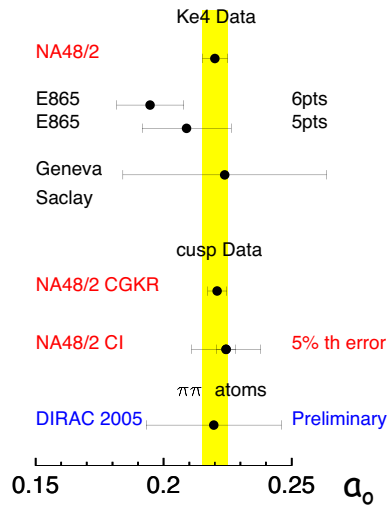 Ke4 Data
NA48/2
E865 6pts
E865 5pts
Geneva
Saclay
cusp Data
NA48/2 CGKR
NA48/2 CI 5% th error
ππ atoms
DIRAC 2005 Preliminary
0.15 0.2 0.25 a₀